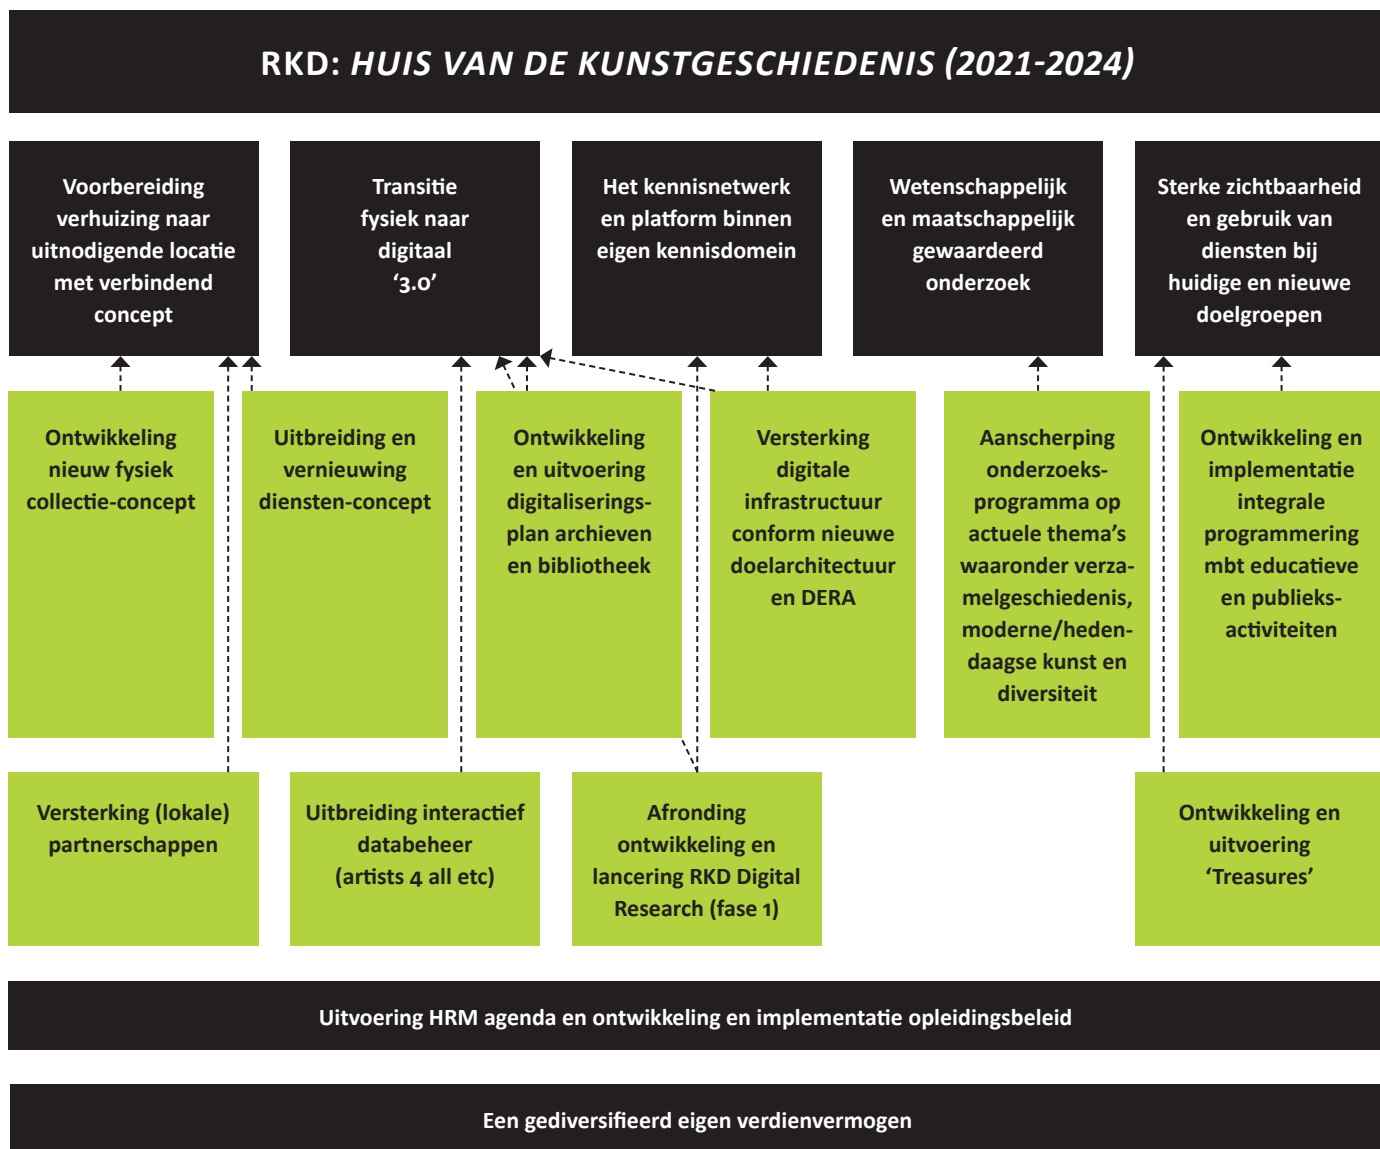 RKD: HUIS VAN DE KUNSTGESCHIEDENIS (2021-2024)
Voorbereiding
verhuizing naar
uitnodigende locatie
met verbindend
concept
Transitie
fysiek naar
digitaal
‘3.0’
Het kennisnetwerk
en platform binnen
eigen kennisdomein
Wetenschappelijk
en maatschappelijk
gewaardeerd
onderzoek
Sterke zichtbaarheid
en gebruik van
diensten bij
huidige en nieuwe
doelgroepen
Ontwikkeling
nieuw fysiek
collectie-concept
Uitbreiding en
vernieuwing
diensten-concept
Ontwikkeling
en uitvoering
digitaliserings-
plan archieven
en bibliotheek
Versterking
digitale
infrastructuur
conform nieuwe
doelarchitectuur
en DERA
Aanscherping
onderzoeks-
programma op
actuele thema’s
waaronder verza-
melgeschiedenis,
moderne/heden-
daagse kunst en
diversiteit
Ontwikkeling en
implementatie
integrale
programmering
mbt educatieve
en publieks-
activiteiten
Versterking (lokale)
partnerschappen
Uitbreiding interactief
databeheer
(artists 4 all etc)
Afronding
ontwikkeling en
lancering RKD Digital
Research (fase 1)
Ontwikkeling en
uitvoering
‘Treasures’
Uitvoering HRM agenda en ontwikkeling en implementatie opleidingsbeleid
Een gediversifieerd eigen verdienvermogen